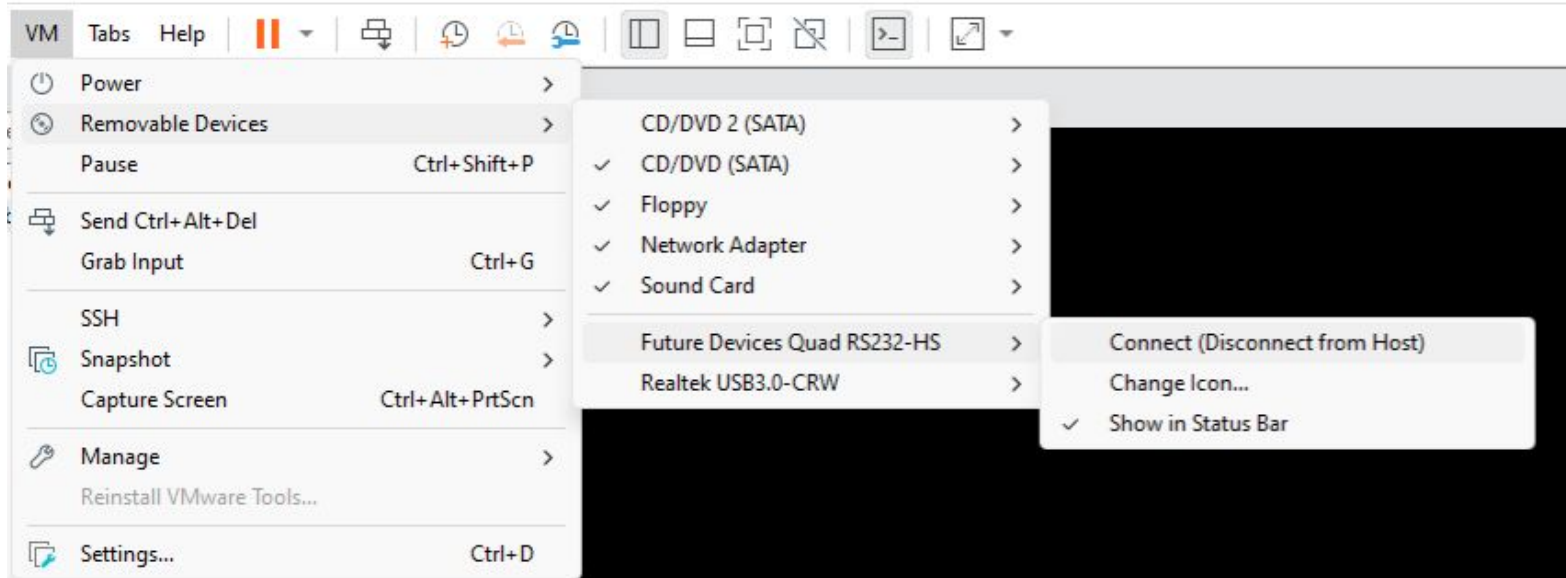 VM Tabs Help
Power
Removable Devices
Pause Ctrl+Shift+P
Send Ctrl+Alt+Del
Grab Input Ctrl+G
SSH
Snapshot
Capture Screen Ctrl+Alt+PrtScn
Manage
Reinstall VMware Tools...
Settings... Ctrl+D
CD/DVD 2 (SATA)
CD/DVD (SATA)
Floppy
Network Adapter
Sound Card
Future Devices Quad RS232-HS
Realtek USB3.0-CRW
Connect (Disconnect from Host)
Change Icon...
Show in Status Bar